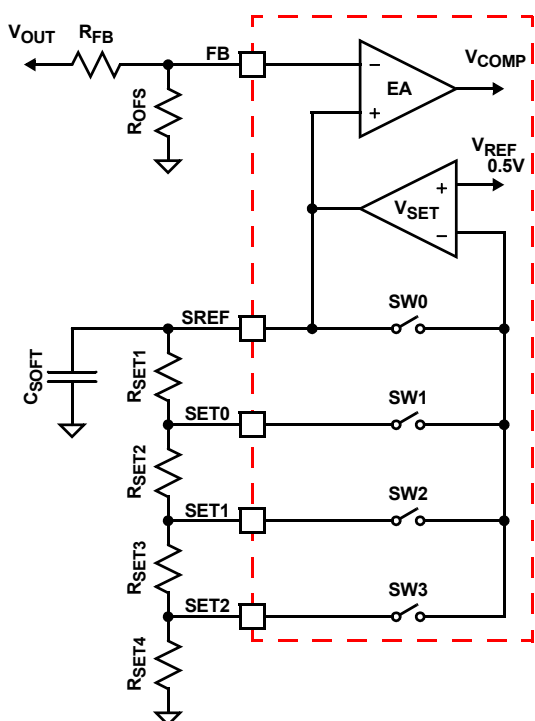 VOUT
RFB
FB
VCOMP
EA
ROFS
VREF
0.5V
VSET
SREF
SW0
CSOFT
RSET1
SET0
SW1
RSET2
SET1
SW2
RSET3
SET2
SW3
RSET4